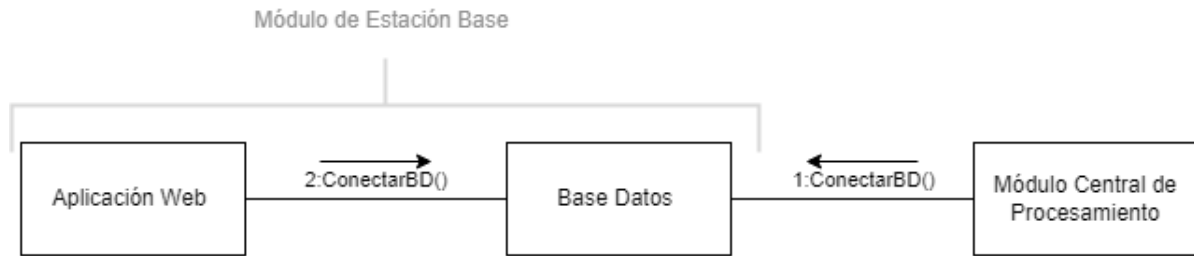 Módulo de Estación Base
Aplicación Web
2:ConectarBD()
Base Datos
1:ConectarBD()
Módulo Central de
Procesamiento